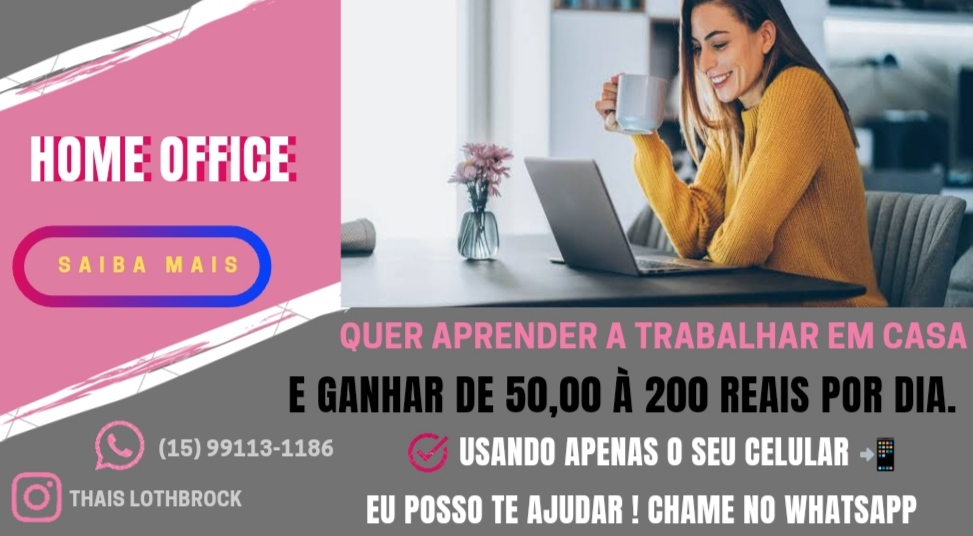 HOME OFFICE
SAIBA MAIS
QUER APRENDER A TRABALHAR EM CASA
E GANHAR DE 50,00 À 200 REAIS POR DIA.
USANDO APENAS O SEU CELULAR 📲
(15) 99113-1186
THAIS LOTHBROCK
EU POSSO TE AJUDAR ! CHAME NO WHATSAPP